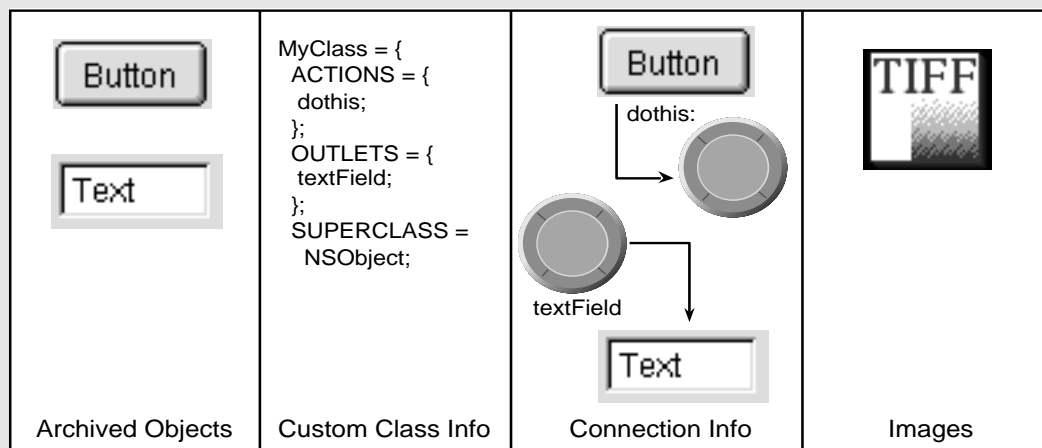 Button
Text
Archived Objects
MyClass = {
ACTIONS = {
dothis;
};
OUTLETS = {
textField;
};
SUPERCLASS =
NSObject;
Custom Class Info
Button
dothis:
textField
Text
Connection Info
TIFF
Images